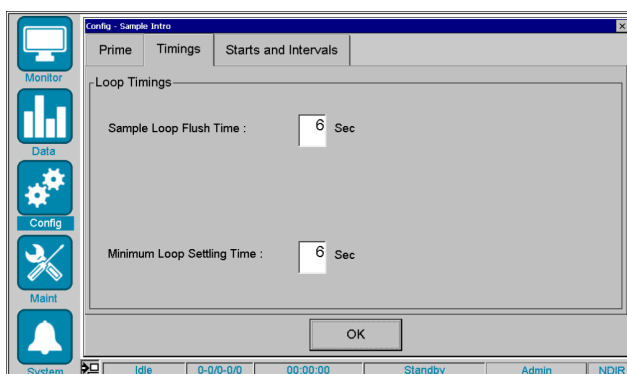 Config - Sample Intro
Prime Timings Starts and Intervals
Monitor
Loop Timings
Sample Loop Flush Time : 6 Sec
Data
Config
Minimum Loop Settling Time : 6 Sec
Maint
OK
System Idle 0-0/0-0/0 00:00:00 Standby Admin NDIR